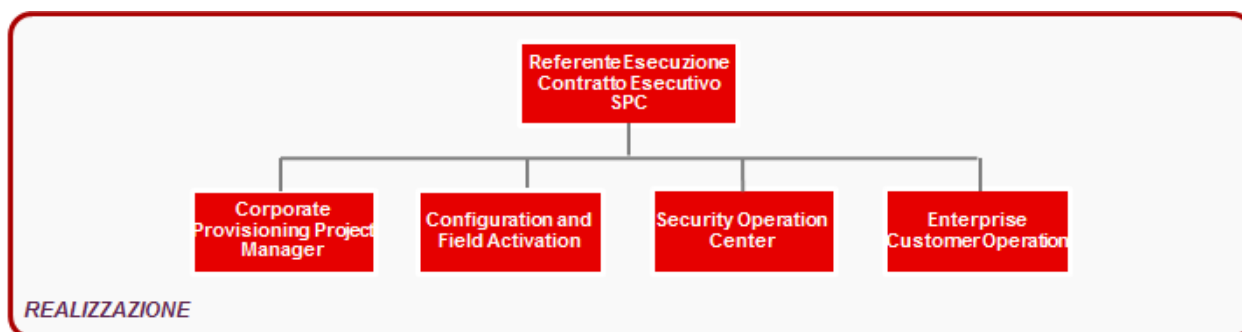 Referente Esecuzione
Contratto Esecutivo
SPC
Corporate
Provisioning Project
Manager
Configuration and
Field Activation
Security Operation
Center
Enterprise
Customer Operation
REALIZZAZIONE